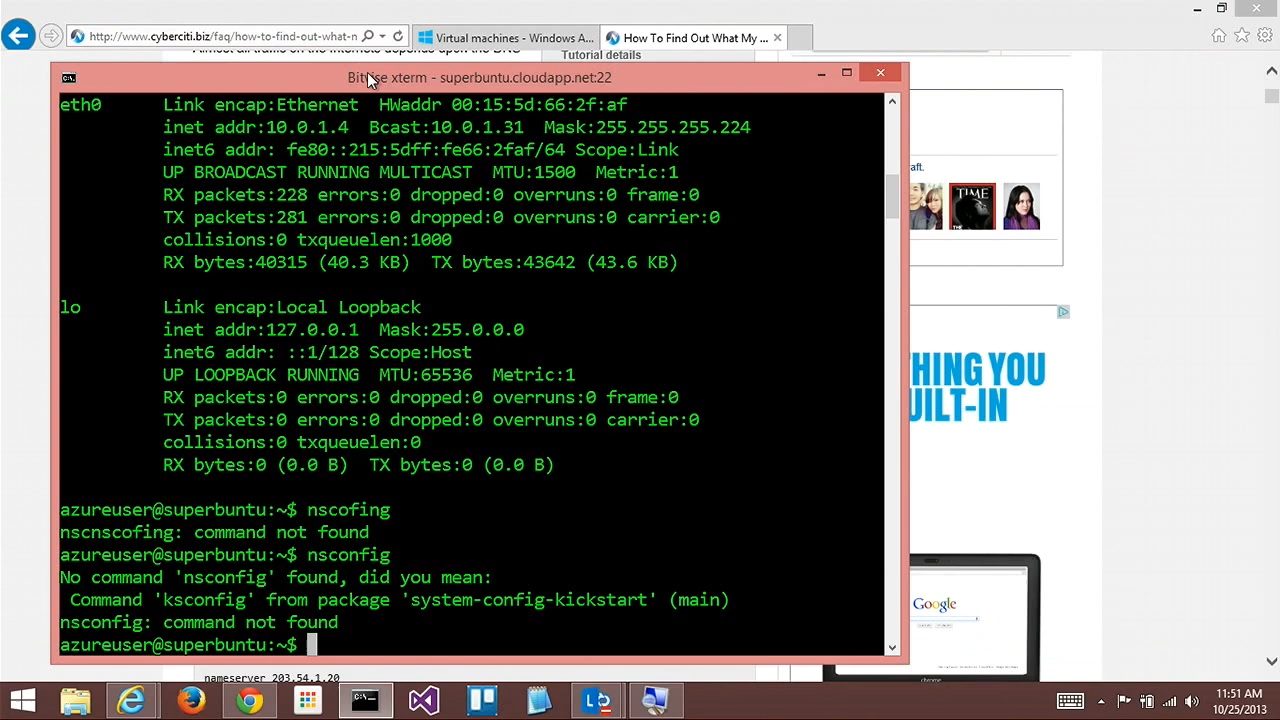 http://www.cyberciti.biz/faq/how-to-find-out-what-n
Virtual machines - Windows A...
How To Find Out What My ...
Tutorial details
Bitvise xterm - superbuntu.cloudapp.net:22
eth0 Link encap:Ethernet HWaddr 00:15:5d:66:2f:af
inet addr:10.0.1.4 Bcast:10.0.1.31 Mask:255.255.255.224
inet6 addr: fe80::215:5dff:fe66:2faf/64 Scope:Link
UP BROADCAST RUNNING MULTICAST MTU:1500 Metric:1
RX packets:228 errors:0 dropped:0 overruns:0 frame:0
TX packets:281 errors:0 dropped:0 overruns:0 carrier:0
collisions:0 txqueuelen:1000
RX bytes:40315 (40.3 KB) TX bytes:43642 (43.6 KB)
lo Link encap:Local Loopback
inet addr:127.0.0.1 Mask:255.0.0.0
inet6 addr: ::1/128 Scope:Host
UP LOOPBACK RUNNING MTU:65536 Metric:1
RX packets:0 errors:0 dropped:0 overruns:0 frame:0
TX packets:0 errors:0 dropped:0 overruns:0 carrier:0
collisions:0 txqueuelen:0
RX bytes:0 (0.0 B) TX bytes:0 (0.0 B)
azureuser@superbuntu:~$ nscofing
nscnscofing: command not found
azureuser@superbuntu:~$ nsconfig
No command 'nsconfig found, did you mean:
Command 'ksconfig' from package 'system-config-kickstart' (main)
nsconfig: command not found
azureuser@superbuntu:~$
aft.
TIME
HING YOU
UILT-IN
Google
chrome
11:51 AM
10/25/2013